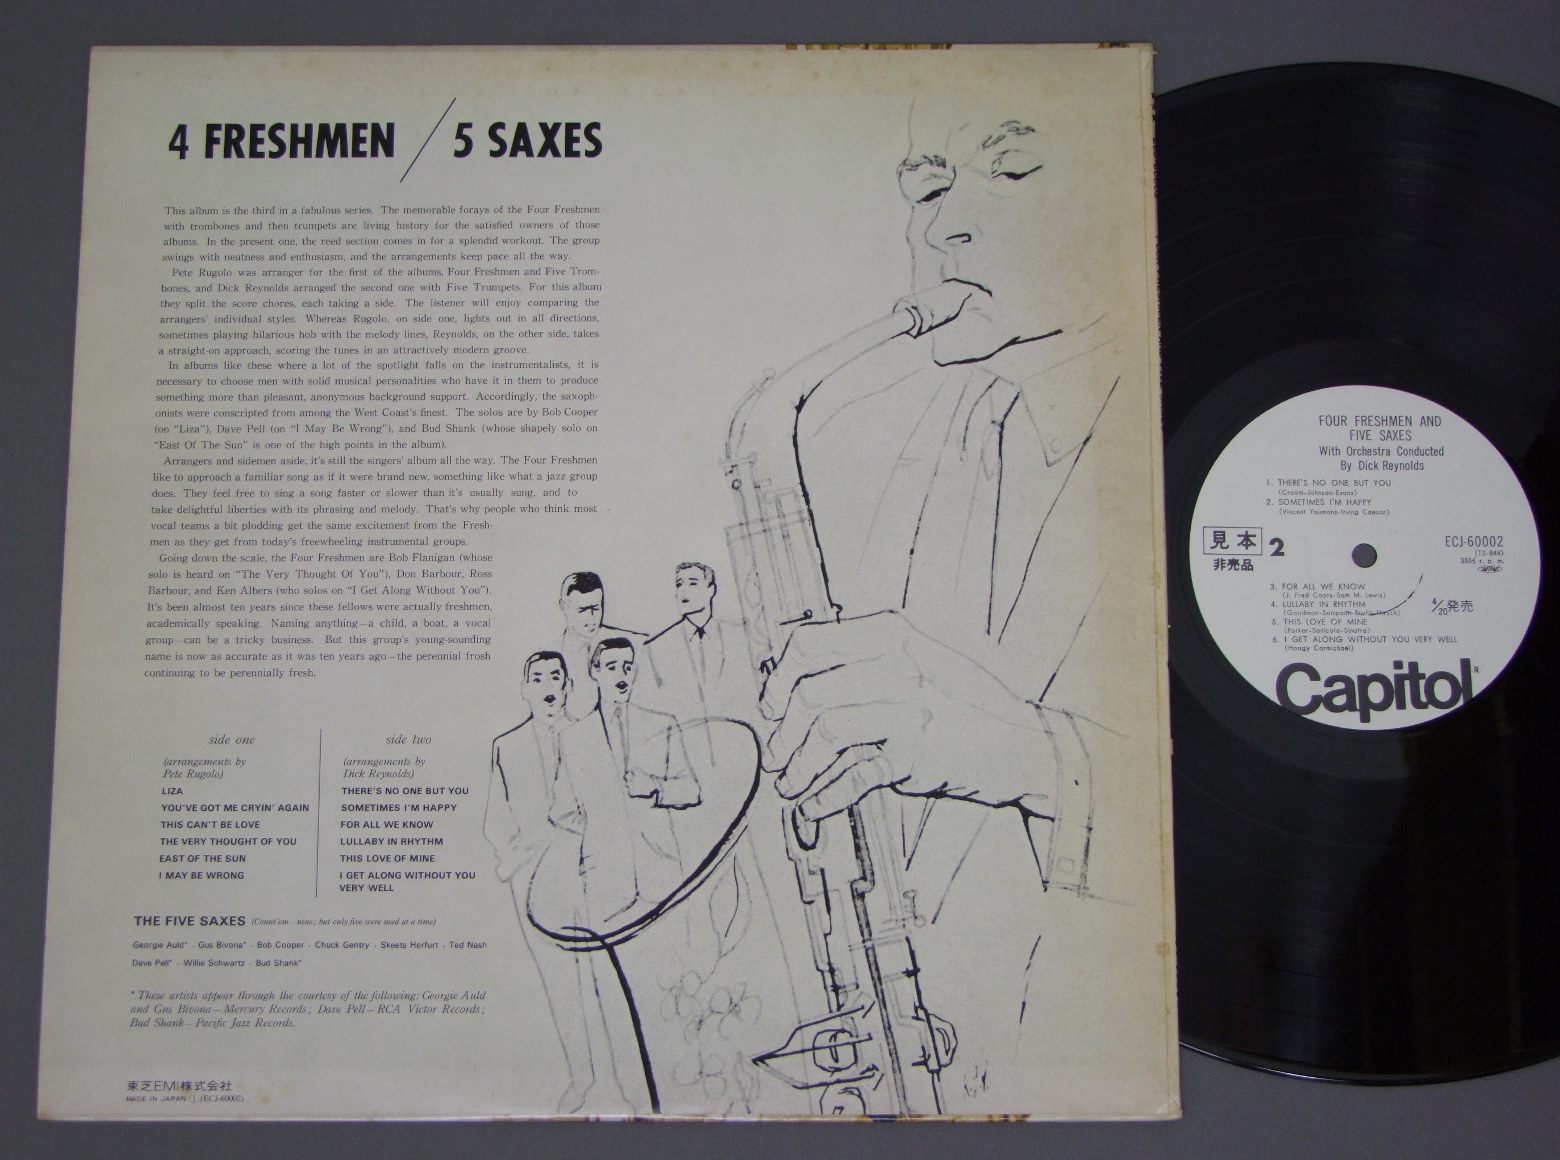 4 FRESHMEN / 5 SAXES
This album is the third in a fabulous series. The memorable forays of the Four Freshmen
with trombones and then trumpets are living history for the satisfied owners of those
albums. In the present one, the reed section comes in for a splendid workout. The group
swings with neatness and enthusiasm, and the arrangements keep pace all the way.
Pete Rugolo was arranger for the first of the albums, Four Freshmen and Five Trom-
bones, and Dick Reynolds arranged the second one with Five Trumpets. For this album
they split the score chores, each taking a side. The listener will enjoy comparing the
arrangers' individual styles. Whereas Rugolo, on side one, lights out in all directions,
sometimes playing hilarious hob with the melody lines, Reynolds, on the other side, takes
a straight-on approach, scoring the tunes in an attractively modern groove.
In albums like these where a lot of the spotlight falls on the instrumentalists, it is
necessary to choose men with solid musical personalities who have it in them to produce
something more than pleasant, anonymous background support. Accordingly, the saxoph-
onists were conscripted from among the West Coast's finest. The solos are by Bob Cooper
(on "Liza"), Dave Pell (on "I May Be Wrong"), and Bud Shank (whose shapely solo on
"East Of The Sun" is one of the high points in the album).
Arrangers and sidemen aside, it's still the singers' album all the way. The Four Freshmen
like to approach a familiar song as if it were brand new, something like what a jazz group
does. They feel free to sing a song faster or slower than it's usually sung, and to
take delightful liberties with its phrasing and melody. That's why people who think most
vocal teams a bit plodding get the same excitement from the Fresh-
men as they get from today's freewheeling instrumental groups.
Going down the scale, the Four Freshmen are Bob Flanigan (whose
solo is heard on "The Very Thought Of You"), Don Barbour, Ross
Barbour, and Ken Albers (who solos on "I Get Along Without You").
It's been almost ten years since these fellows were actually freshmen,
academically speaking. Naming anything—a child, a boat, a vocal
group—can be a tricky business. But this group's young-sounding
name is now as accurate as it was ten years ago—the perennial frosh
continuing to be perennially fresh.
side one
(arrangements by
Pete Rugolo)
LIZA
YOU'VE GOT ME CRYIN' AGAIN
THIS CAN'T BE LOVE
THE VERY THOUGHT OF YOU
EAST OF THE SUN
I MAY BE WRONG
side two
(arrangements by
Dick Reynolds)
THERE'S NO ONE BUT YOU
SOMETIMES I'M HAPPY
FOR ALL WE KNOW
LULLABY IN RHYTHM
THIS LOVE OF MINE
I GET ALONG WITHOUT YOU
VERY WELL
THE FIVE SAXES (Count'em—nine; but only five were used at a time)
Georgie Auld* · Gus Bivona* · Bob Cooper · Chuck Gentry · Skeets Herfurt · Ted Nash
Dave Pell* · Willie Schwartz · Bud Shank*
* These artists appear through the courtesy of the following: Georgie Auld
and Gus Bivona—Mercury Records; Dave Pell—RCA Victor Records;
Bud Shank—Pacific Jazz Records.
東芝EMI株式会社
MADE IN JAPAN ① (ECJ-60002)
FOUR FRESHMEN AND
FIVE SAXES
With Orchestra Conducted
By Dick Reynolds
1. THERE'S NO ONE BUT YOU
(Croom-Johnson-Evans)
2. SOMETIMES I'M HAPPY
(Vincent Youmans-Irving Caesar)
見本 2
非売品
ECJ-60002
(T2-844)
33⅓ r. p. m.
3. FOR ALL WE KNOW
(J. Fred Coots-Sam M. Lewis)
4. LULLABY IN RHYTHM
(Goodman-Sampson-Profit-Hirsch)
5. THIS LOVE OF MINE
(Parker-Sanicola-Sinatra)
6. I GET ALONG WITHOUT YOU VERY WELL
(Hoagy Carmichael)
4/20発売
Capitol R